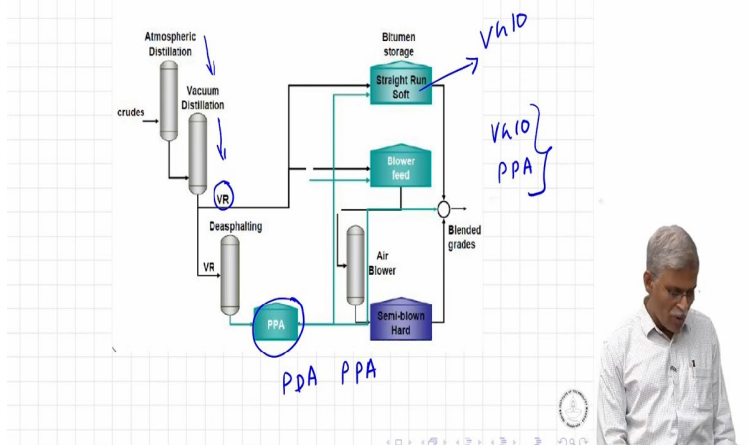 Atmospheric
Distillation
Bitumen
storage
VG10
Straight Run
Soft
Vacuum
Distillation
crudes
VG10
PPA
Blower
feed
VR
Deasphalting
Blended
grades
Air
Blower
VR
PPA
Semi-blown
Hard
PDA PPA